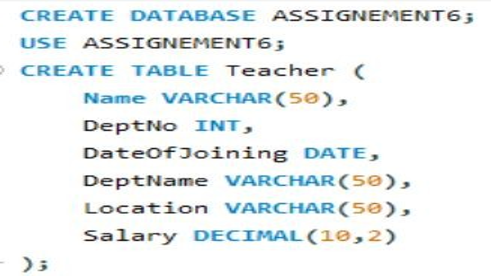 CREATE DATABASE ASSIGNEMENT6;
USE ASSIGNEMENT6;
CREATE TABLE Teacher (
Name VARCHAR(50),
DeptNo INT,
DateOfJoining DATE,
DeptName VARCHAR(50),
Location VARCHAR(50),
Salary DECIMAL(10,2)
);